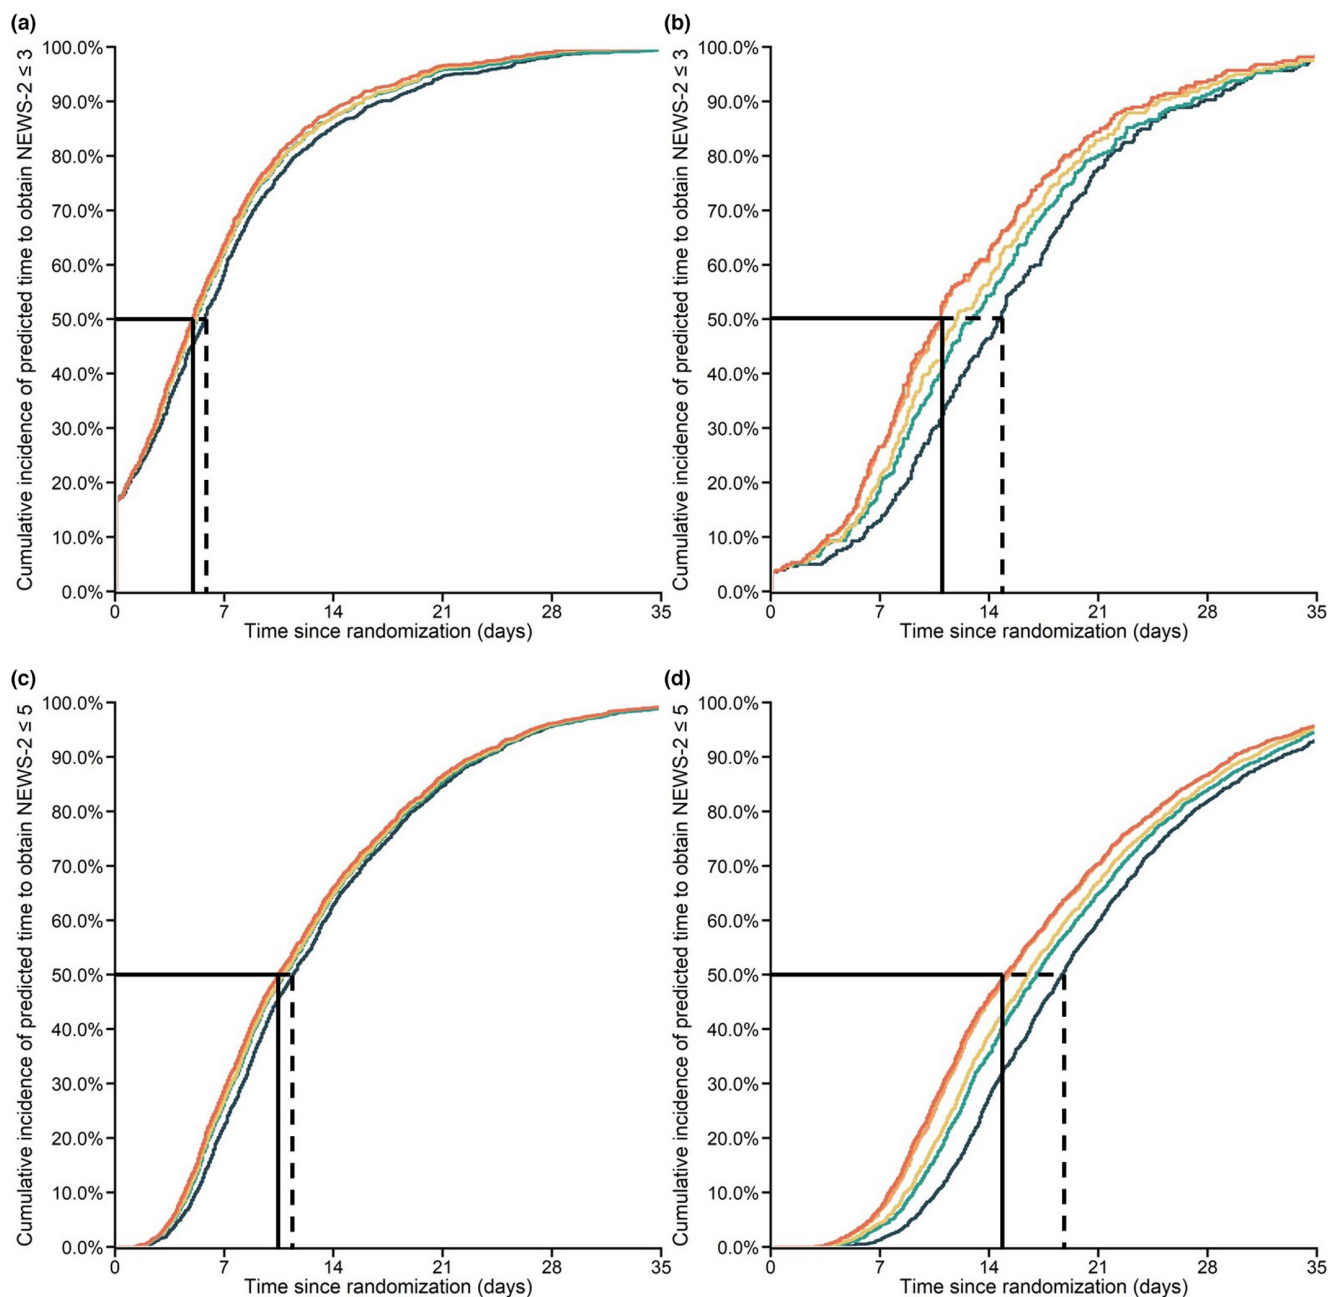 (a)
Cumulative incidence of predicted time to obtain NEWS-2 ≤ 3
100.0%
90.0%
80.0%
70.0%
60.0%
50.0%
40.0%
30.0%
20.0%
10.0%
0.0%
0 7 14 21 28 35
Time since randomization (days)
(b)
Cumulative incidence of predicted time to obtain NEWS-2 ≤ 3
100.0%
90.0%
80.0%
70.0%
60.0%
50.0%
40.0%
30.0%
20.0%
10.0%
0.0%
0 7 14 21 28 35
Time since randomization (days)
(c)
Cumulative incidence of predicted time to obtain NEWS-2 ≤ 5
100.0%
90.0%
80.0%
70.0%
60.0%
50.0%
40.0%
30.0%
20.0%
10.0%
0.0%
0 7 14 21 28 35
Time since randomization (days)
(d)
Cumulative incidence of predicted time to obtain NEWS-2 ≤ 5
100.0%
90.0%
80.0%
70.0%
60.0%
50.0%
40.0%
30.0%
20.0%
10.0%
0.0%
0 7 14 21 28 35
Time since randomization (days)